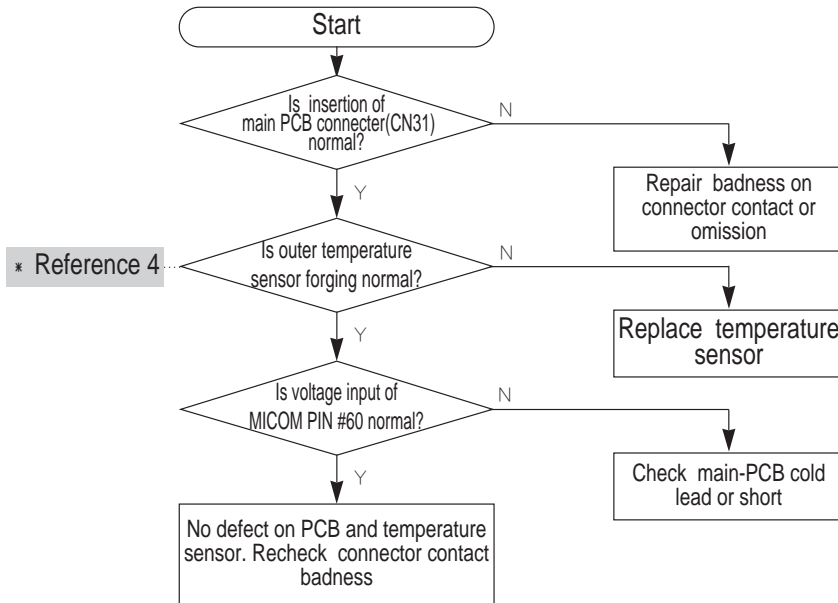 Start
Is insertion of
main PCB connecter(CN31)
normal?
N
Y
Repair badness on
connector contact or
omission
* Reference 4
Is outer temperature
sensor forging normal?
N
Y
Replace temperature
sensor
Is voltage input of
MICOM PIN #60 normal?
N
Y
Check main-PCB cold
lead or short
No defect on PCB and temperature
sensor. Recheck connector contact
badness